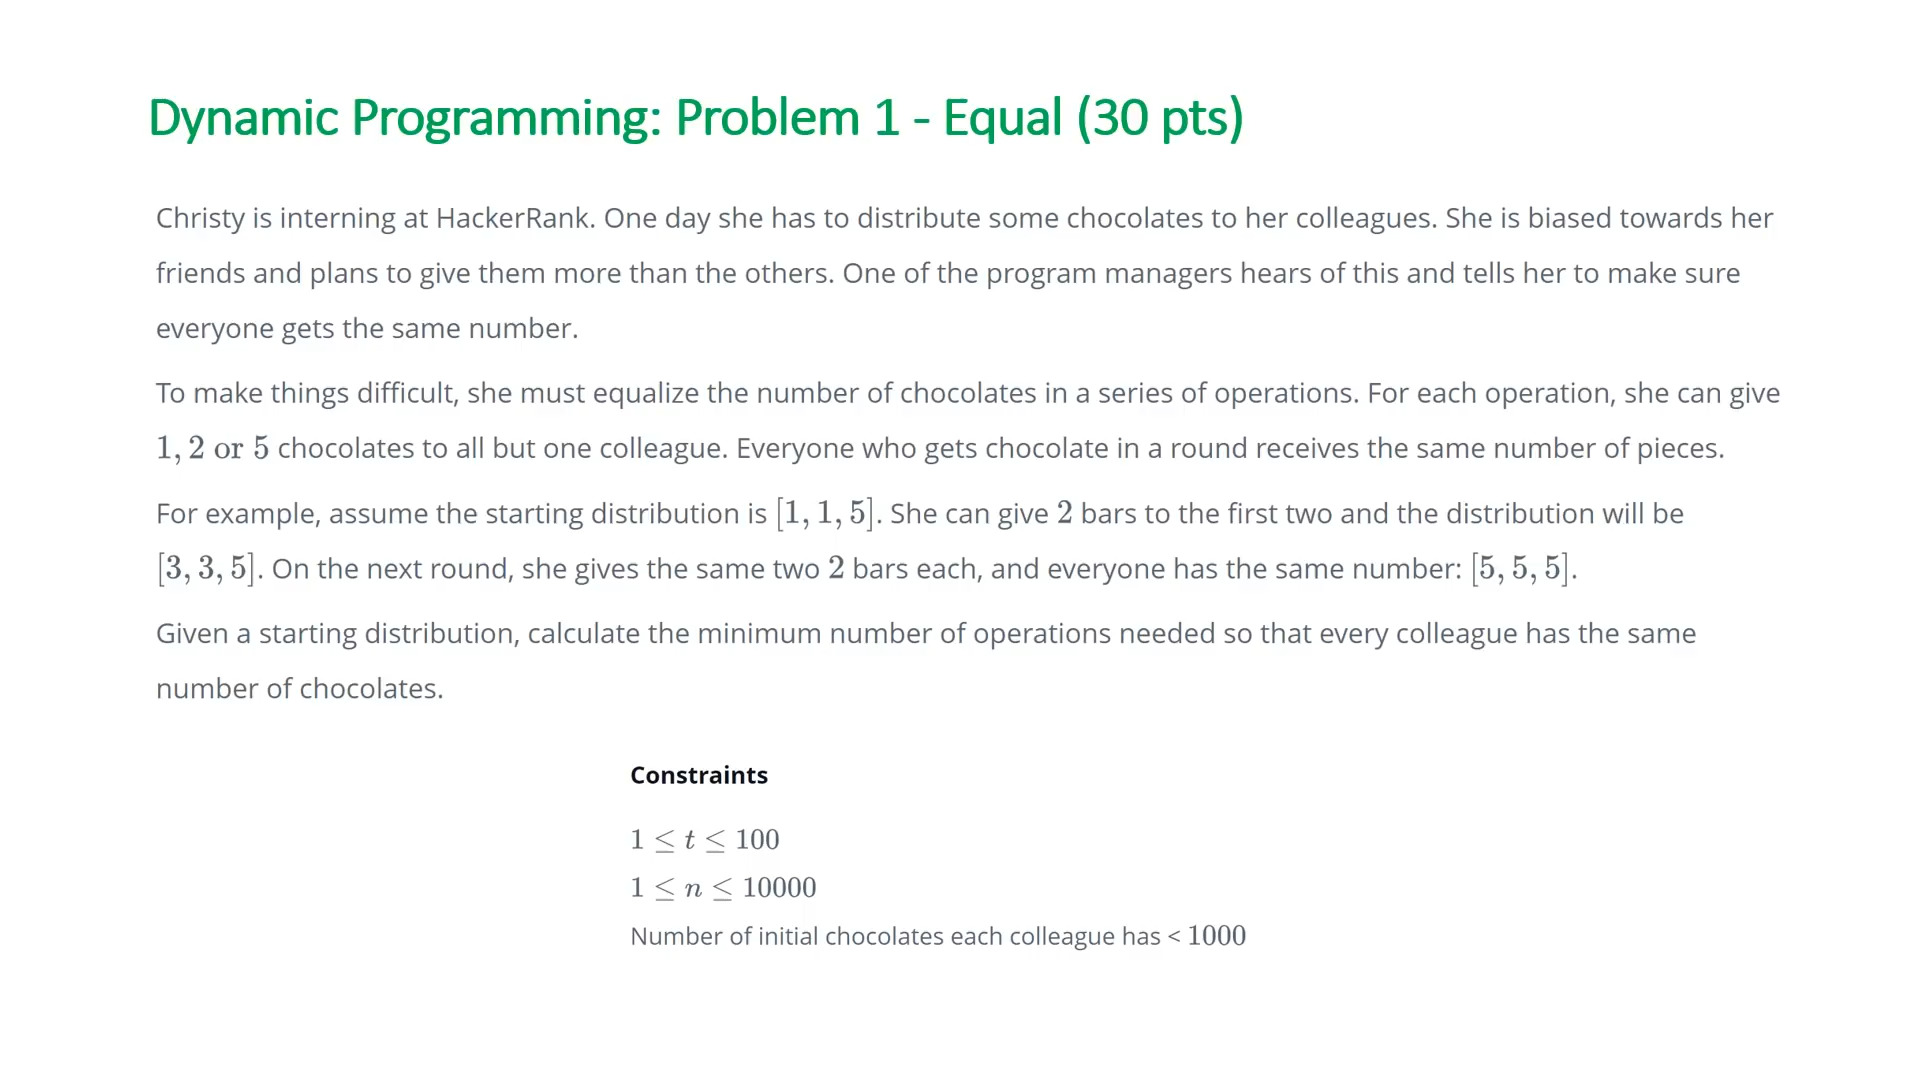 Dynamic Programming: Problem 1 - Equal (30 pts)
Christy is interning at HackerRank. One day she has to distribute some chocolates to her colleagues. She is biased towards her
friends and plans to give them more than the others. One of the program managers hears of this and tells her to make sure
everyone gets the same number.
To make things difficult, she must equalize the number of chocolates in a series of operations. For each operation, she can give
1, 2 or 5 chocolates to all but one colleague. Everyone who gets chocolate in a round receives the same number of pieces.
For example, assume the starting distribution is [1, 1, 5]. She can give 2 bars to the first two and the distribution will be
[3, 3, 5]. On the next round, she gives the same two 2 bars each, and everyone has the same number: [5, 5, 5].
Given a starting distribution, calculate the minimum number of operations needed so that every colleague has the same
number of chocolates.
Constraints
1 ≤ t ≤ 100
1 ≤ n ≤ 10000
Number of initial chocolates each colleague has < 1000